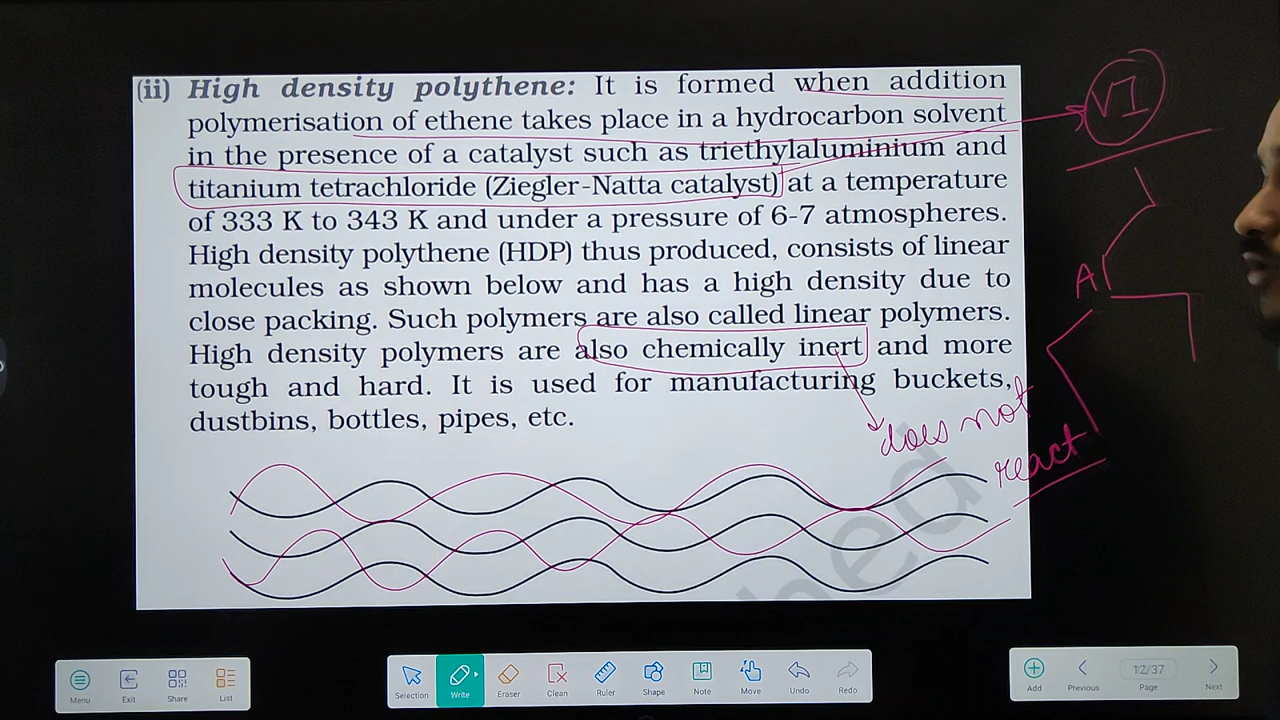 (ii) High density polythene: It is formed when addition
polymerisation of ethene takes place in a hydrocarbon solvent
in the presence of a catalyst such as triethylaluminium and
titanium tetrachloride (Ziegler-Natta catalyst) at a temperature
of 333 K to 343 K and under a pressure of 6-7 atmospheres.
High density polythene (HDP) thus produced, consists of linear
molecules as shown below and has a high density due to
close packing. Such polymers are also called linear polymers.
High density polymers are also chemically inert and more
tough and hard. It is used for manufacturing buckets,
dustbins, bottles, pipes, etc.
VI
Al
does not
react
Menu
Exit
Share
List
Selection
Write
Eraser
Clean
Ruler
Shape
Note
Move
Undo
Redo
Add
Previous
12/37
Page
Next